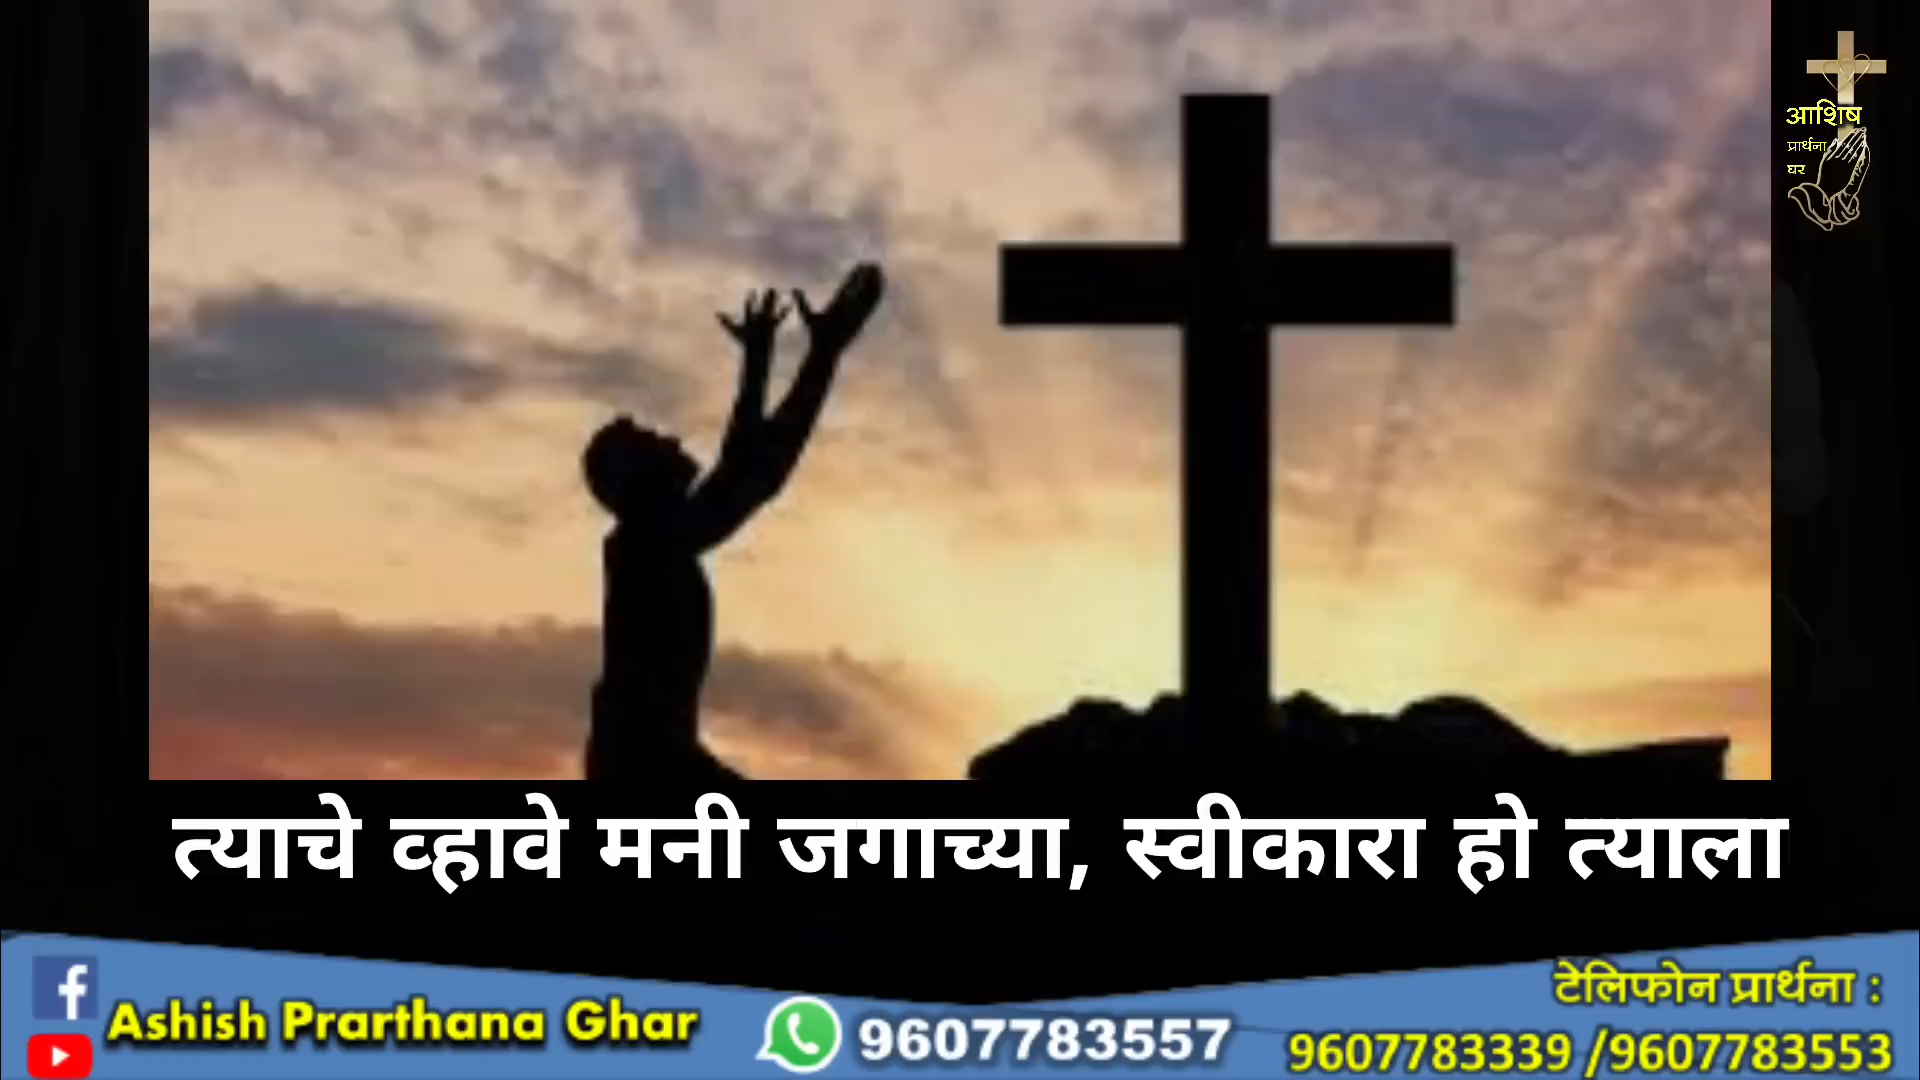 आशिष
प्रार्थना
घर
त्याचे व्हावे मनी जगाच्या, स्वीकारा हो त्याला
Ashish Prarthana Ghar
9607783557
टेलिफोन प्रार्थना :
9607783339 /9607783553